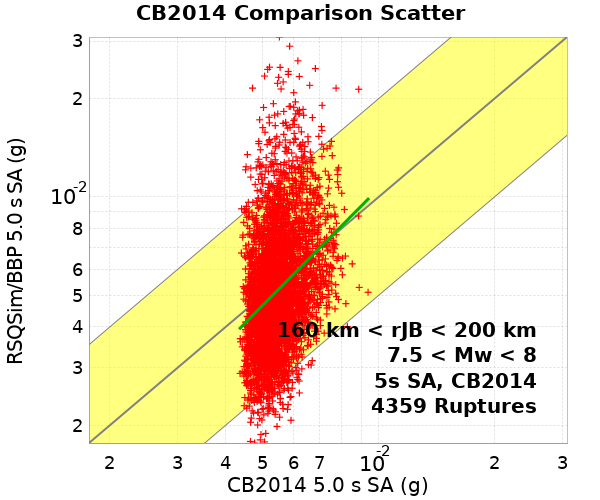 CB2014 Comparison Scatter
RSQSim/BBP 5.0 s SA (g)
3
2
10-2
8
6
5
4
3
2
160 km < rJB < 200 km
7.5 < Mw < 8
5s SA, CB2014
4359 Ruptures
2 3 4 5 6 7 10-2 2 3
CB2014 5.0 s SA (g)